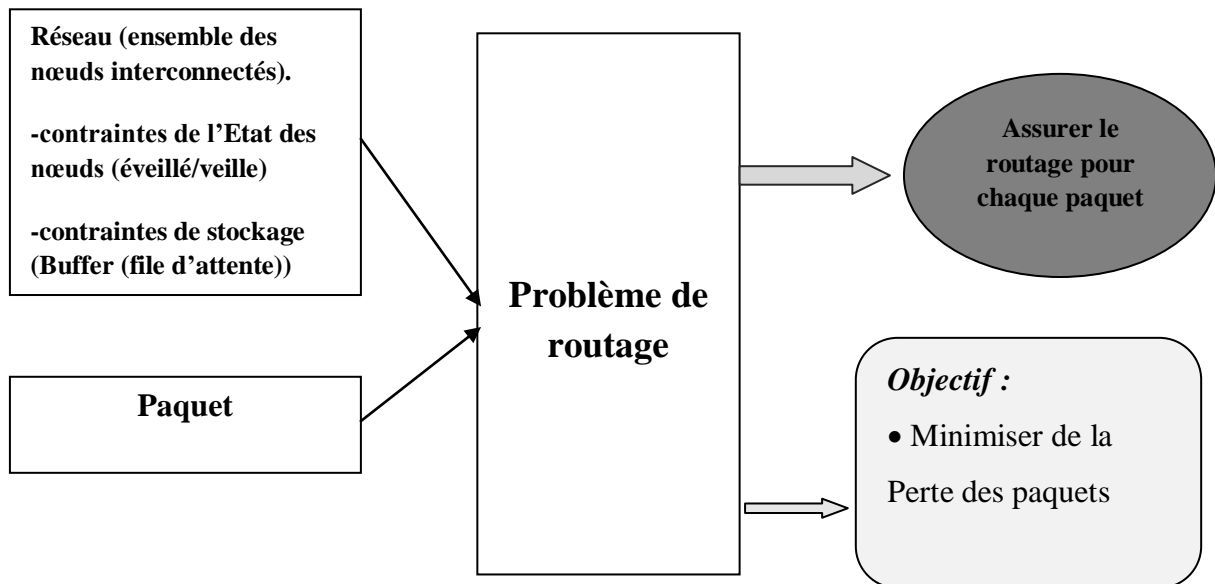 Réseau (ensemble des
nœuds interconnectés).
-contraintes de l’Etat des
nœuds (éveillé/veille)
-contraintes de stockage
(Buffer (file d’attente))
Paquet
Problème de
routage
Assurer le
routage pour
chaque paquet
Objectif :
• Minimiser de la
Perte des paquets